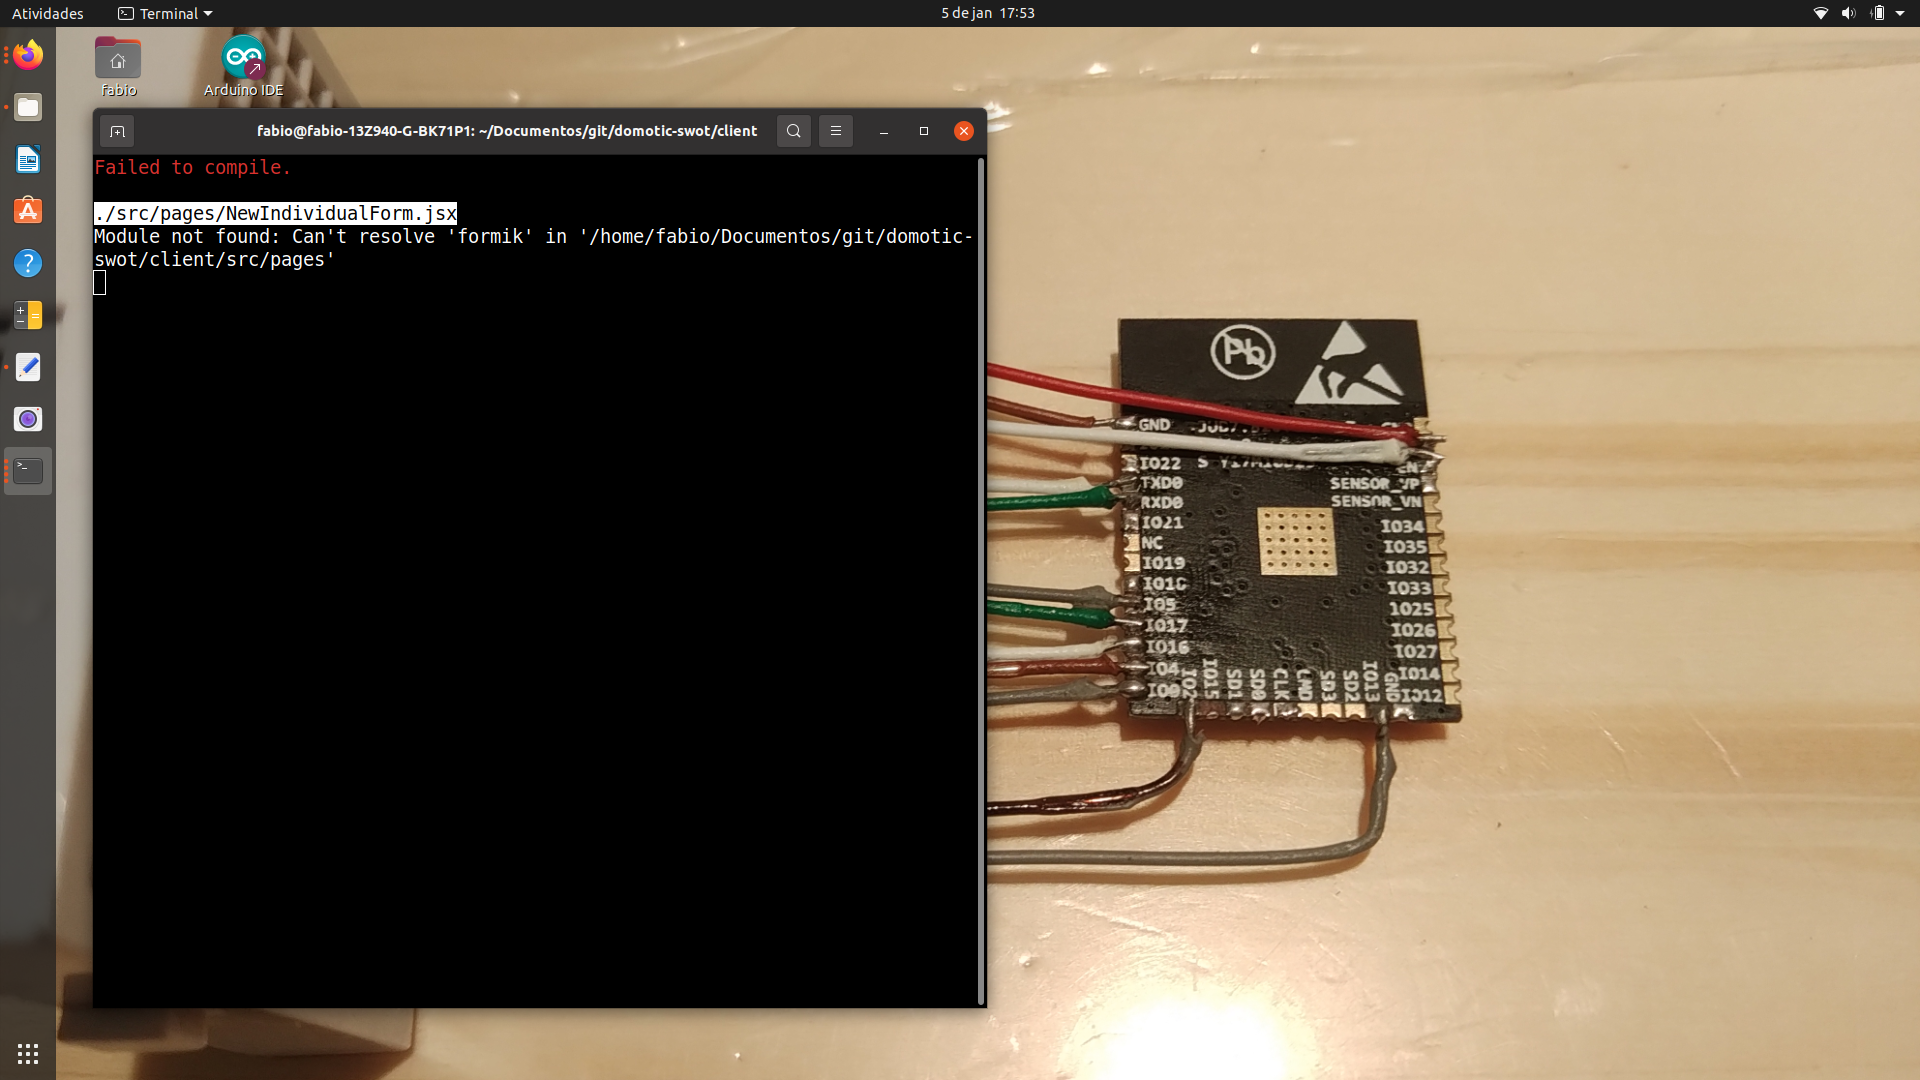 Atividades
Terminal
5 de jan 17:53
fabio
Arduino IDE
fabio@fabio-13Z940-G-BK71P1: ~/Documentos/git/domotic-swot/client
Failed to compile.
./src/pages/NewIndividualForm.jsx
Module not found: Can't resolve 'formik' in '/home/fabio/Documentos/git/domotic-
swot/client/src/pages'
Pb
GND
IO22
TXD0
RXD0
IO21
NC
IO19
IO18
IO5
IO17
IO16
IO4
IO0
IO2
IO15
SD1
SD0
CLK
CMD
SD3
SD2
IO13
GND
EN
SENSOR_VP
SENSOR_VN
IO34
IO35
IO32
IO33
IO25
IO26
IO27
IO14
IO12